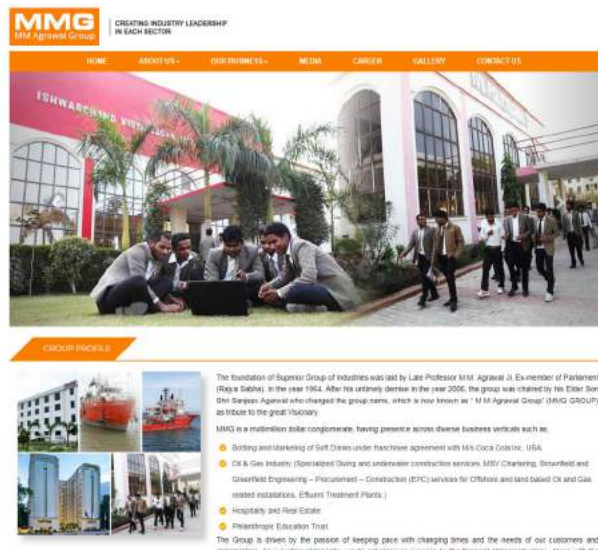 MMG
MM Agrawal Group
CREATING INDUSTRY LEADERSHIP
IN EACH SECTOR
HOME ABOUT US OUR BUSINESS MEDIA CAREER GALLERY CONTACT US
ISHWARCHAND
GROUP PROFILE
The foundation of Superior Group of Industries was laid by Late Professor M.M. Agrawal Ji. Ex-member of Parliament
(Rajya Sabha), in the year 1964. After his untimely demise in the year 2006, the group was chaired by his Elder Son
Shri Sanjeev Agarwal who changed the group name, which is now known as " M M Agrawal Group" (MMG GROUP)
as tribute to the great Visionary.
MMG is a multimillion dollar conglomerate, having presence across diverse business verticals such as:
Bottling and Marketing of Soft Drinks under franchisee agreement with M/s Coca Cola Inc. USA
Oil & Gas Industry (Specialized Diving and underwater construction services, MSV Chartering, Brownfield and
Greenfield Engineering – Procurement – Construction (EPC) services for Offshore and land based Oil and Gas
related installations, Effluent Treatment Plants.)
Hospitality and Real Estate
Philanthropic Education Trust.
The Group is driven by the passion of keeping pace with changing times and the needs of our customers and